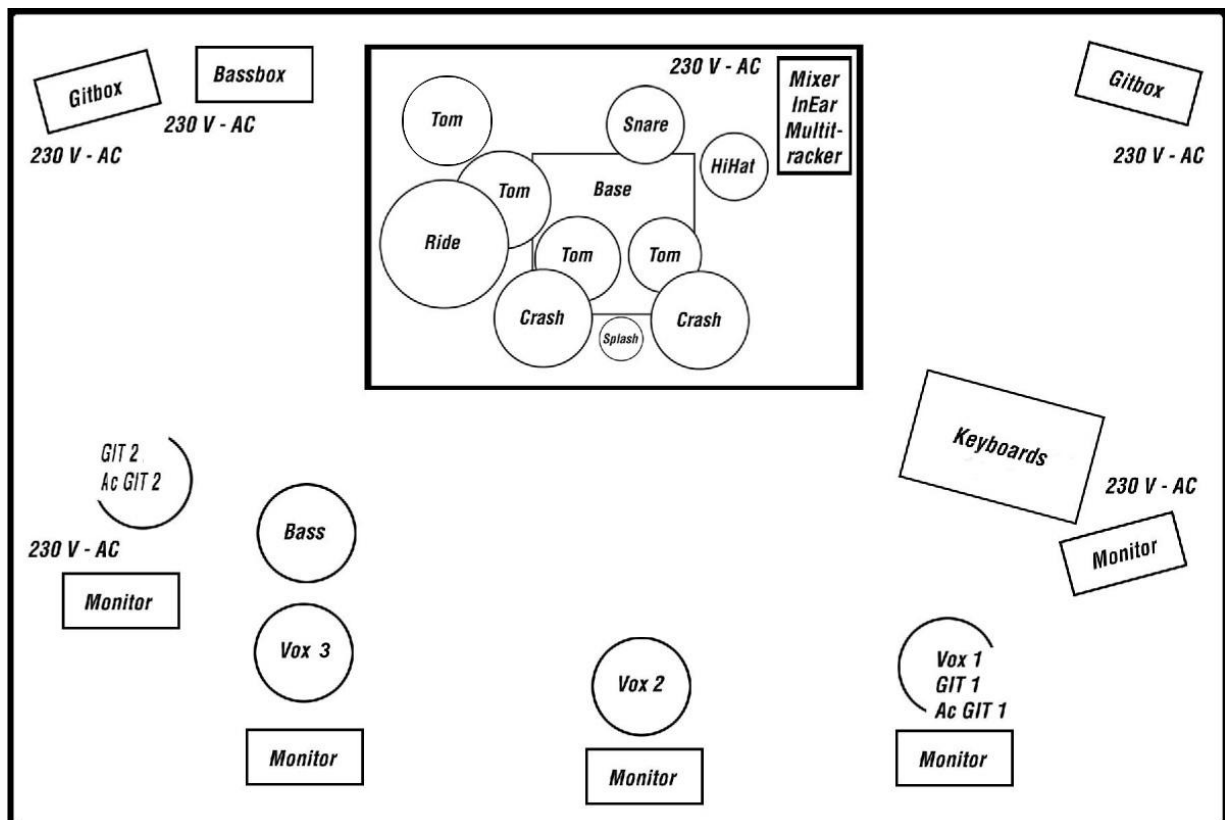 Gitbox
230 V - AC
Bassbox
230 V - AC
230 V - AC
Mixer
InEar
Multit-
racker
Tom
Snare
HiHat
Tom
Base
Ride
Tom
Tom
Crash
Crash
Splash
Gitbox
230 V - AC
Keyboards
230 V - AC
Monitor
GIT 2
Ac GIT 2
230 V - AC
Monitor
Bass
Vox 3
Monitor
Vox 2
Monitor
Vox 1
GIT 1
Ac GIT 1
Monitor